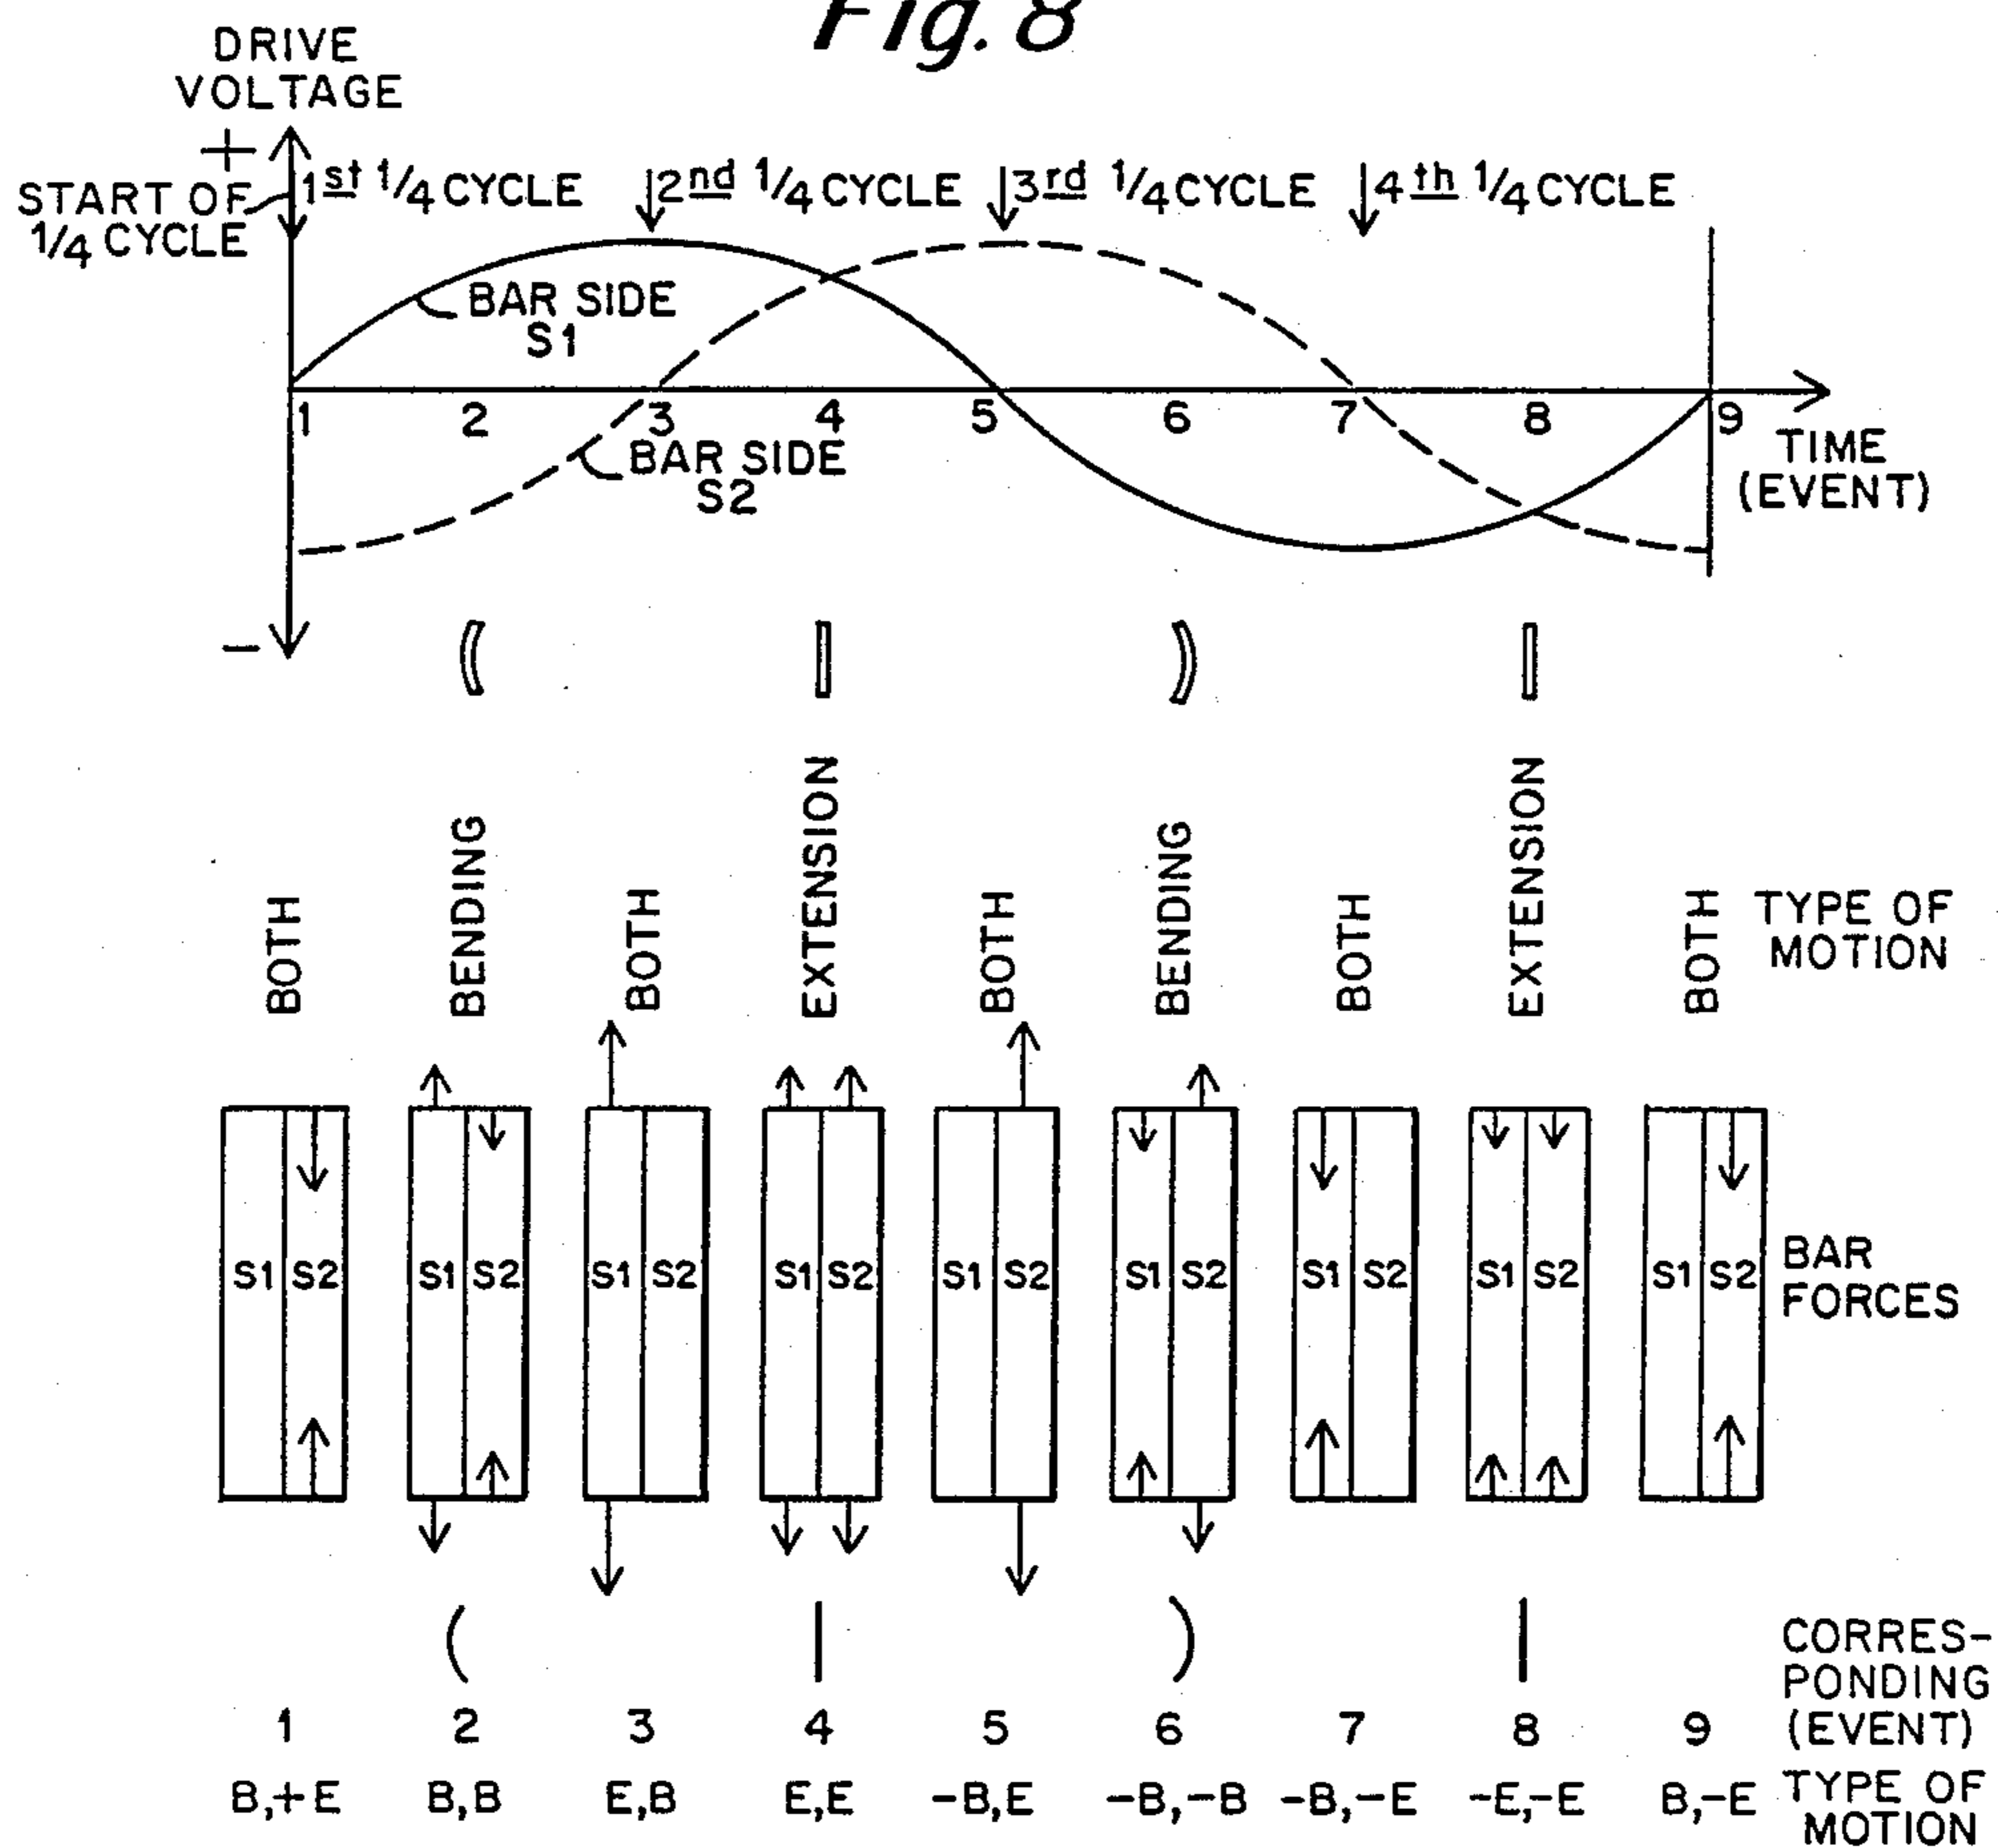 Fig. 8
DRIVE
VOLTAGE
+
START OF
1/4 CYCLE
1st 1/4 CYCLE
2nd 1/4 CYCLE
3rd 1/4 CYCLE
4th 1/4 CYCLE
BAR SIDE
S1
1 2 3 4 5 6 7 8 9
BAR SIDE
S2
TIME
(EVENT)
−
BOTH
BENDING
BOTH
EXTENSION
BOTH
BENDING
BOTH
EXTENSION
BOTH
TYPE OF
MOTION
S1 S2 S1 S2 S1 S2 S1 S2 S1 S2 S1 S2 S1 S2 S1 S2 S1 S2
BAR
FORCES
CORRES-
PONDING
(EVENT)
1 2 3 4 5 6 7 8 9
B,+E B,B E,B E,E -B,E -B,-B -B,-E -E,-E B,-E
TYPE OF
MOTION